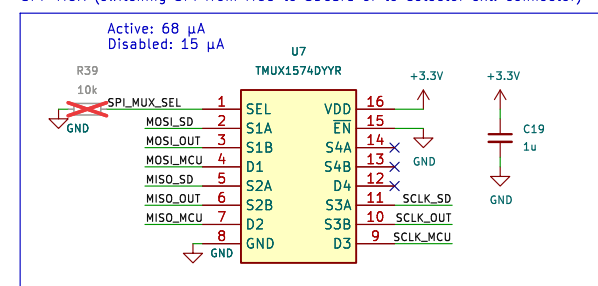 Active: 68 µA
Disabled: 15 µA
U7
TMUX1574DYYR
R39
10k
GND
SPI_MUX_SEL
MOSI_SD
MOSI_OUT
MOSI_MCU
MISO_SD
MISO_OUT
MISO_MCU
GND
1 SEL
2 S1A
3 S1B
4 D1
5 S2A
6 S2B
7 D2
8 GND
VDD 16
EN 15
S4A 14
S4B 13
D4 12
S3A 11 SCLK_SD
S3B 10 SCLK_OUT
D3 9 SCLK_MCU
+3.3V
GND
+3.3V
C19
1u
GND